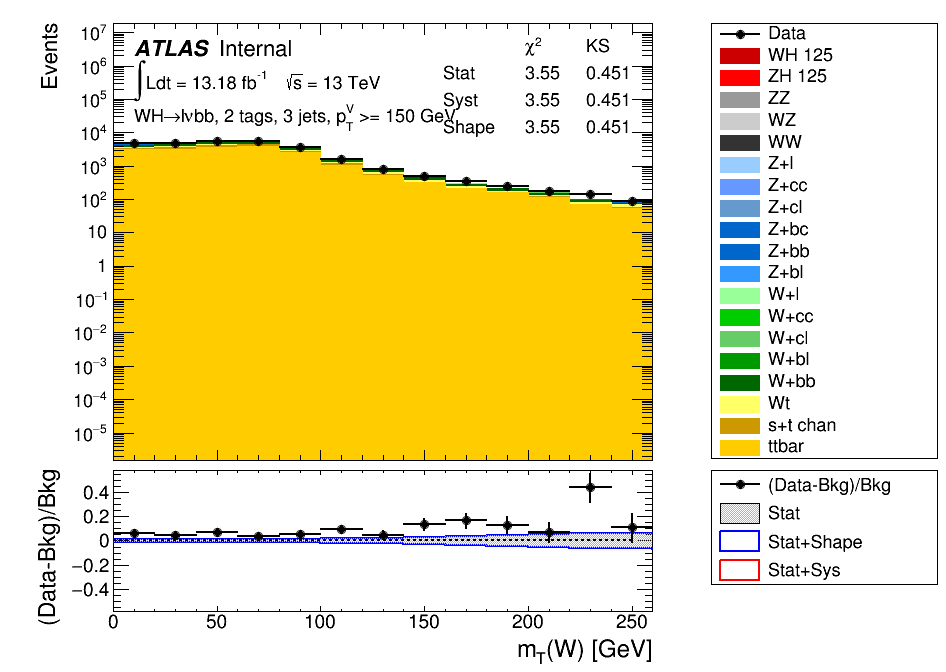 Events
10⁷
10⁶
10⁵
10⁴
10³
10²
10
1
10⁻¹
10⁻²
10⁻³
10⁻⁴
10⁻⁵
ATLAS Internal
∫Ldt = 13.18 fb⁻¹ √s = 13 TeV
WH→lνbb, 2 tags, 3 jets, p_T^V >= 150 GeV
χ² KS
Stat 3.55 0.451
Syst 3.55 0.451
Shape 3.55 0.451
Data
WH 125
ZH 125
ZZ
WZ
WW
Z+l
Z+cc
Z+cl
Z+bc
Z+bb
Z+bl
W+l
W+cc
W+cl
W+bl
W+bb
Wt
s+t chan
ttbar
(Data-Bkg)/Bkg
0.4
0.2
0
−0.2
−0.4
0 50 100 150 200 250
m_T(W) [GeV]
(Data-Bkg)/Bkg
Stat
Stat+Shape
Stat+Sys